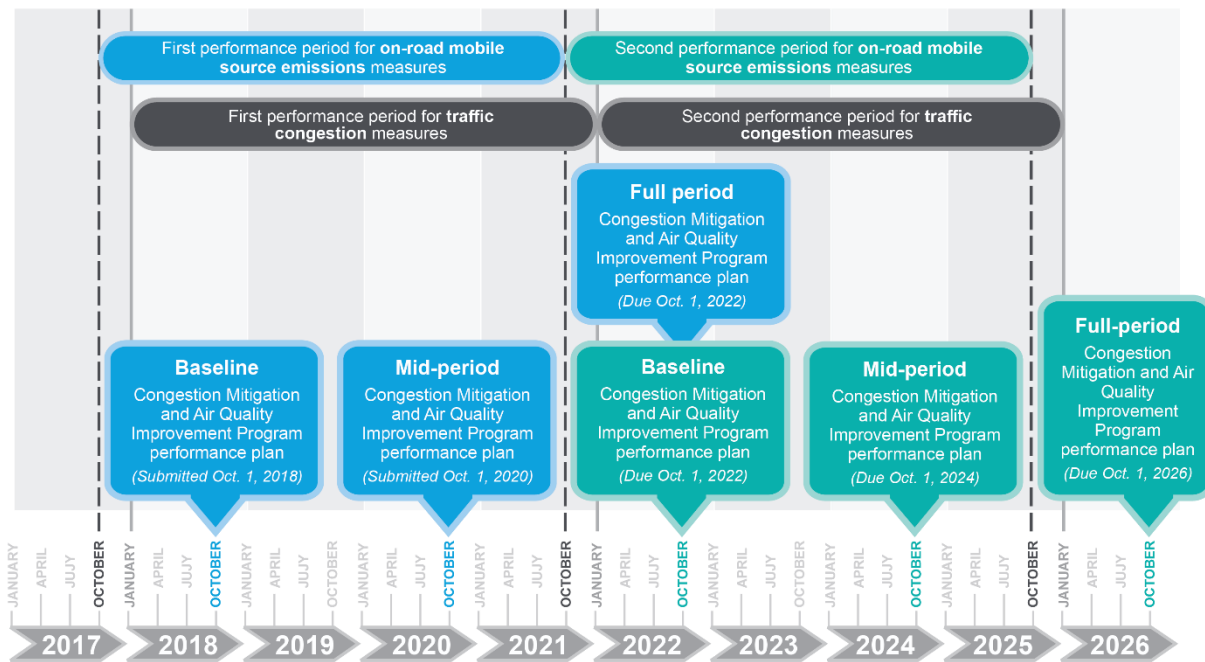 First performance period for on-road mobile
source emissions measures
Second performance period for on-road mobile
source emissions measures
First performance period for traffic
congestion measures
Second performance period for traffic
congestion measures
Full period
Congestion Mitigation
and Air Quality
Improvement Program
performance plan
(Due Oct. 1, 2022)
Baseline
Congestion Mitigation
and Air Quality
Improvement Program
performance plan
(Submitted Oct. 1, 2018)
Mid-period
Congestion Mitigation
and Air Quality
Improvement Program
performance plan
(Submitted Oct. 1, 2020)
Baseline
Congestion Mitigation
and Air Quality
Improvement Program
performance plan
(Due Oct. 1, 2022)
Mid-period
Congestion Mitigation
and Air Quality
Improvement Program
performance plan
(Due Oct. 1, 2024)
Full-period
Congestion
Mitigation and Air
Quality
Improvement
Program
performance plan
(Due Oct. 1, 2026)
JANUARY
APRIL
JUJY
OCTOBER
JANUARY
APRIL
JUJY
OCTOBER
JANUARY
APRIL
JUJY
OCTOBER
JANUARY
APRIL
JUJY
OCTOBER
JANUARY
APRIL
JUJY
OCTOBER
JANUARY
APRIL
JUJY
OCTOBER
JANUARY
APRIL
JUJY
OCTOBER
JANUARY
APRIL
JUJY
OCTOBER
JANUARY
APRIL
JUJY
OCTOBER
JANUARY
APRIL
JUJY
OCTOBER
2017
2018
2019
2020
2021
2022
2023
2024
2025
2026